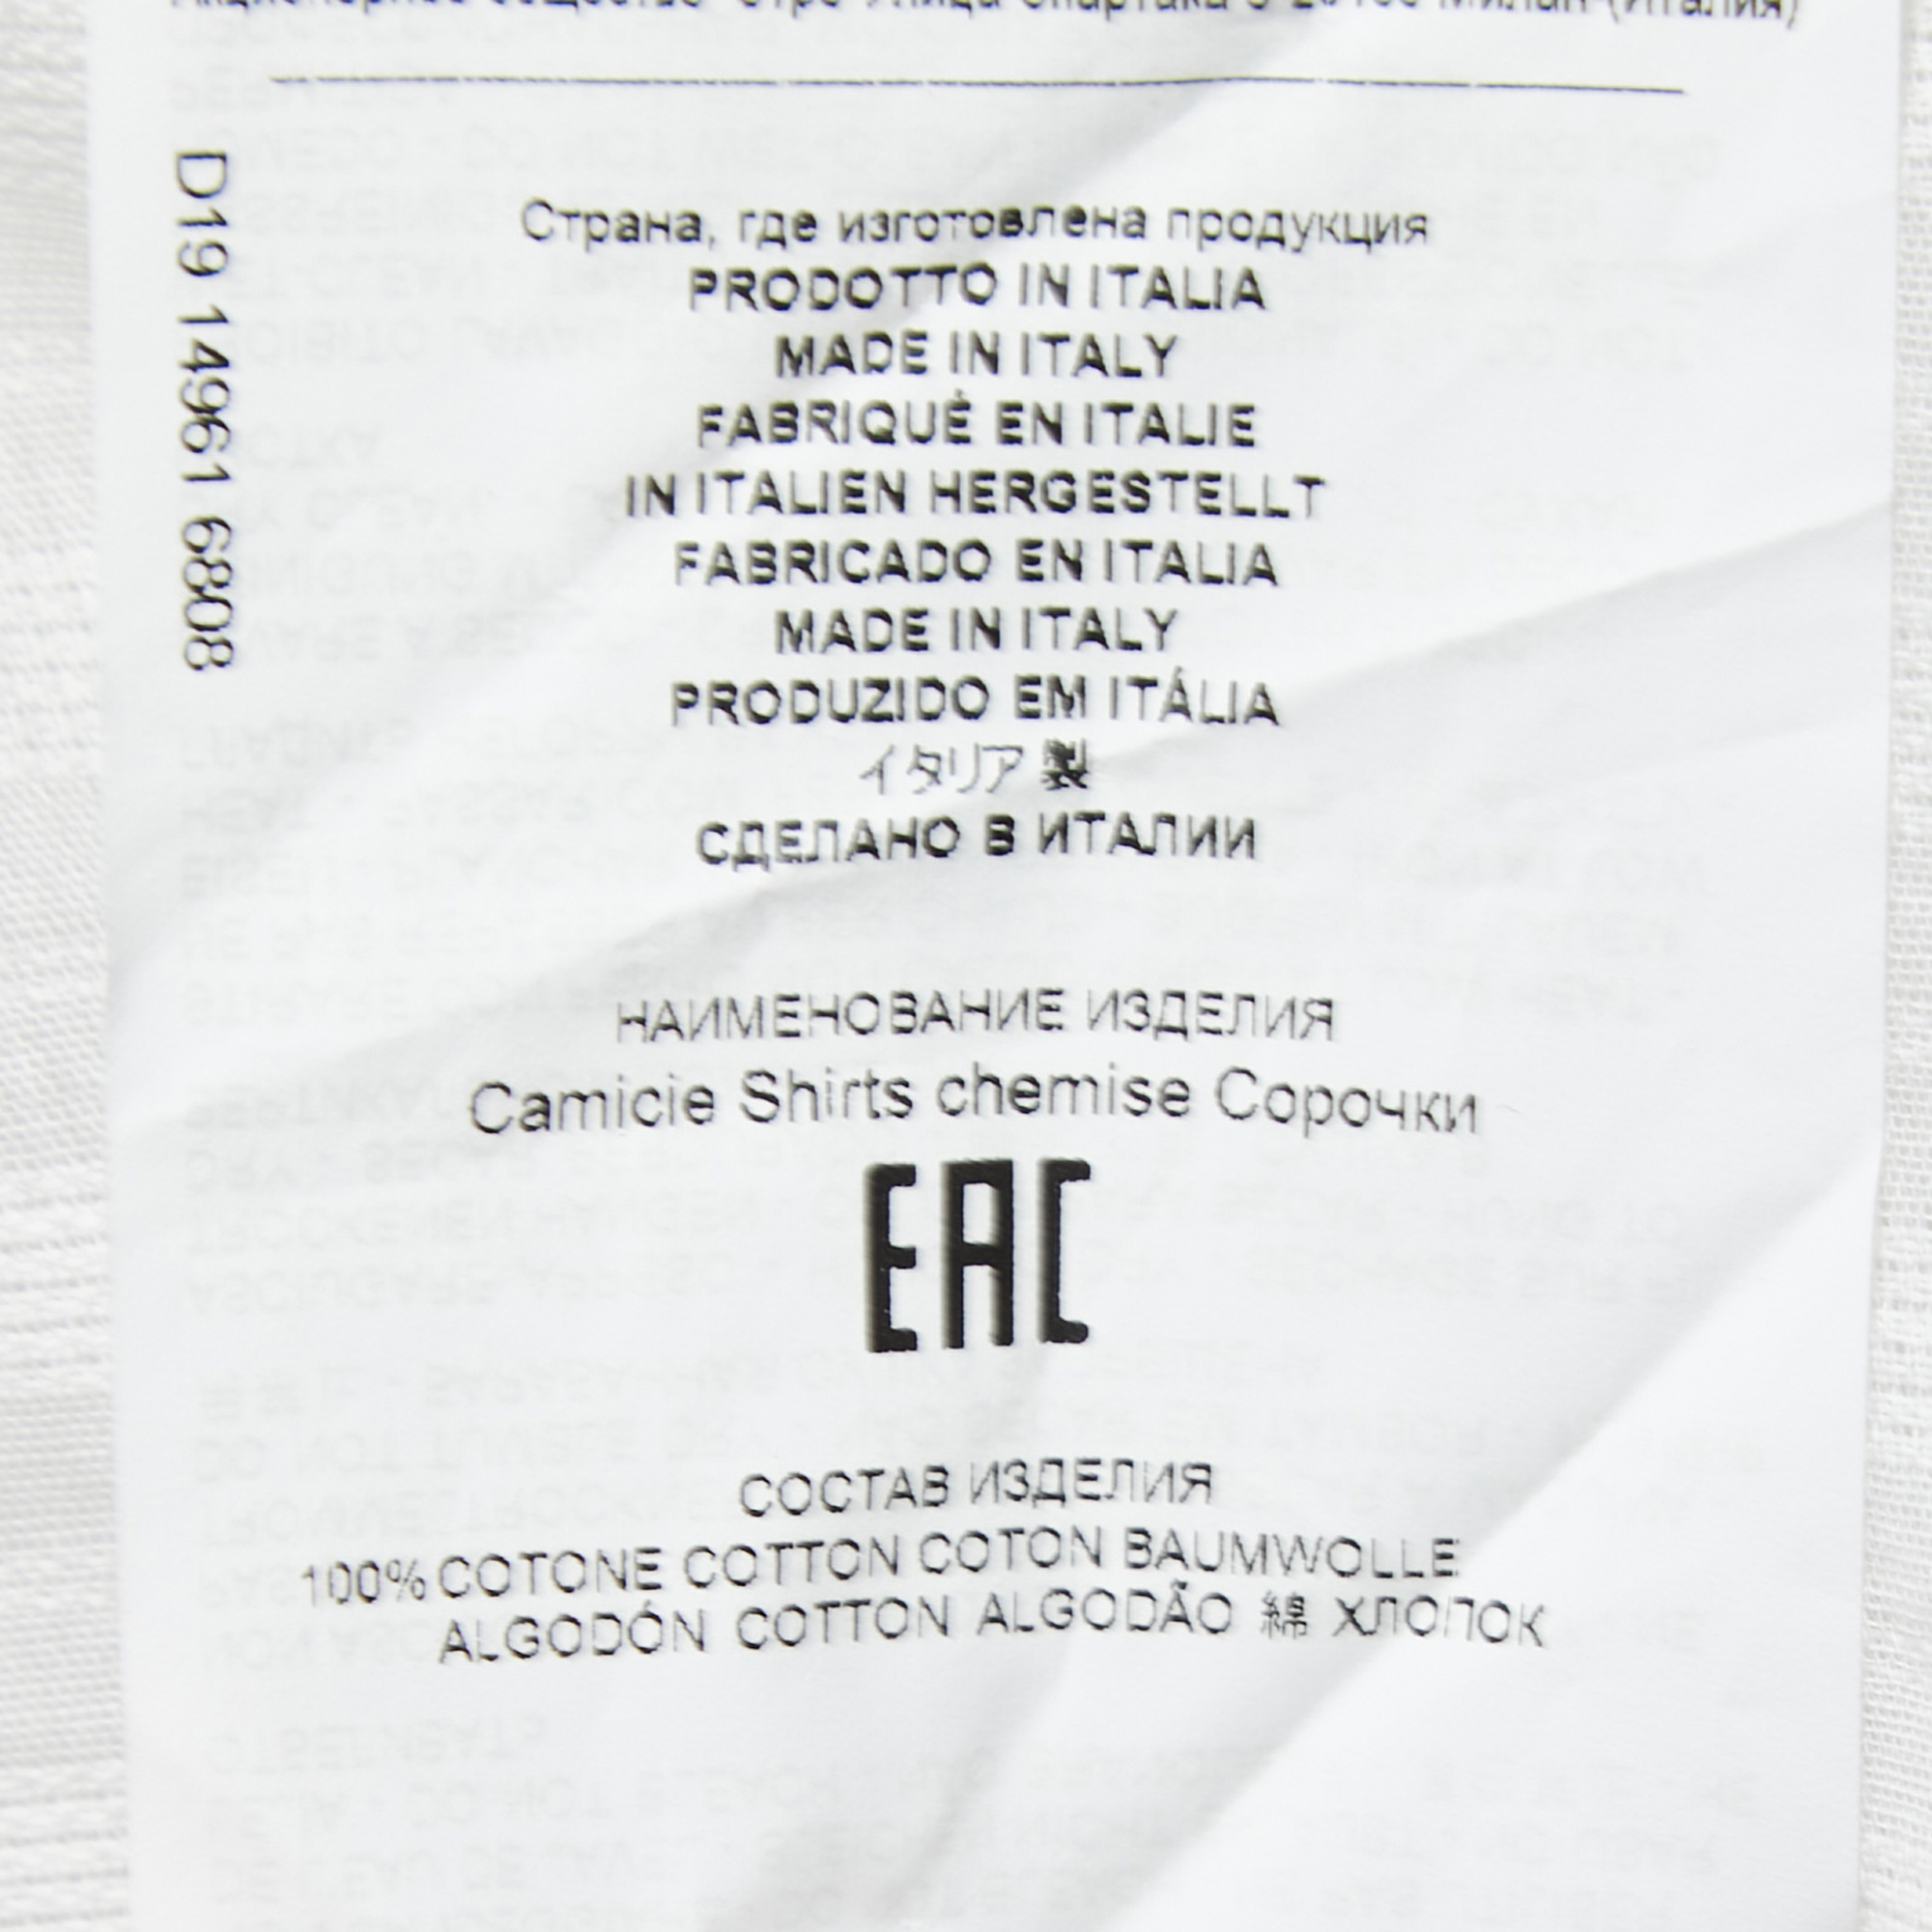 Милан (Италия)
D19 14961 6808
Страна, где изготовлена продукция
PRODOTTO IN ITALIA
MADE IN ITALY
FABRIQUÉ EN ITALIE
IN ITALIEN HERGESTELLT
FABRICADO EN ITALIA
MADE IN ITALY
PRODUZIDO EM ITÁLIA
イタリア 製
СДЕЛАНО В ИТАЛИИ
НАИМЕНОВАНИЕ ИЗДЕЛИЯ
Camicie Shirts chemise Сорочки
EAC
СОСТАВ ИЗДЕЛИЯ
100% COTONE COTTON COTON BAUMWOLLE
ALGODÓN COTTON ALGODÃO 綿 ХЛОПОК